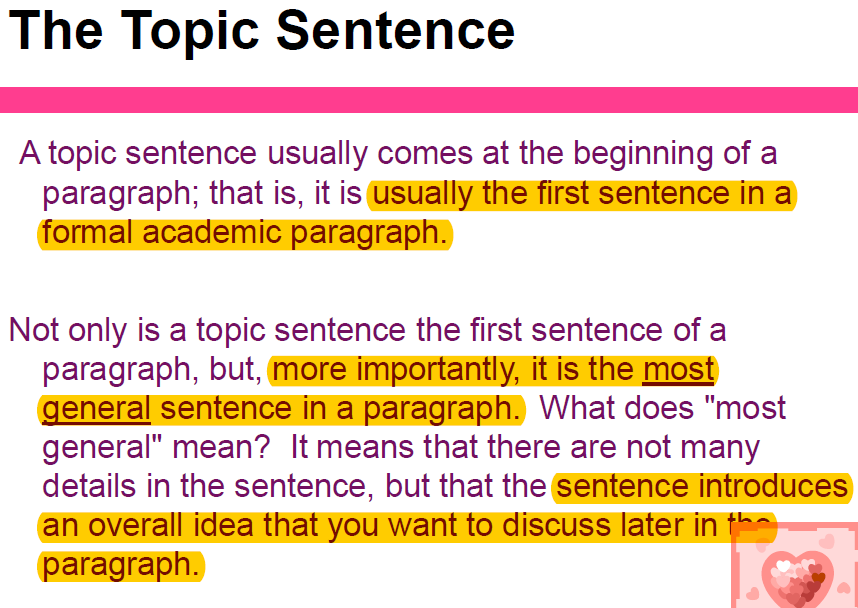 The Topic Sentence
A topic sentence usually comes at the beginning of a
paragraph; that is, it is usually the first sentence in a
formal academic paragraph.
Not only is a topic sentence the first sentence of a
paragraph, but, more importantly, it is the most
general sentence in a paragraph.  What does "most
general" mean?  It means that there are not many
details in the sentence, but that the sentence introduces
an overall idea that you want to discuss later in the
paragraph.